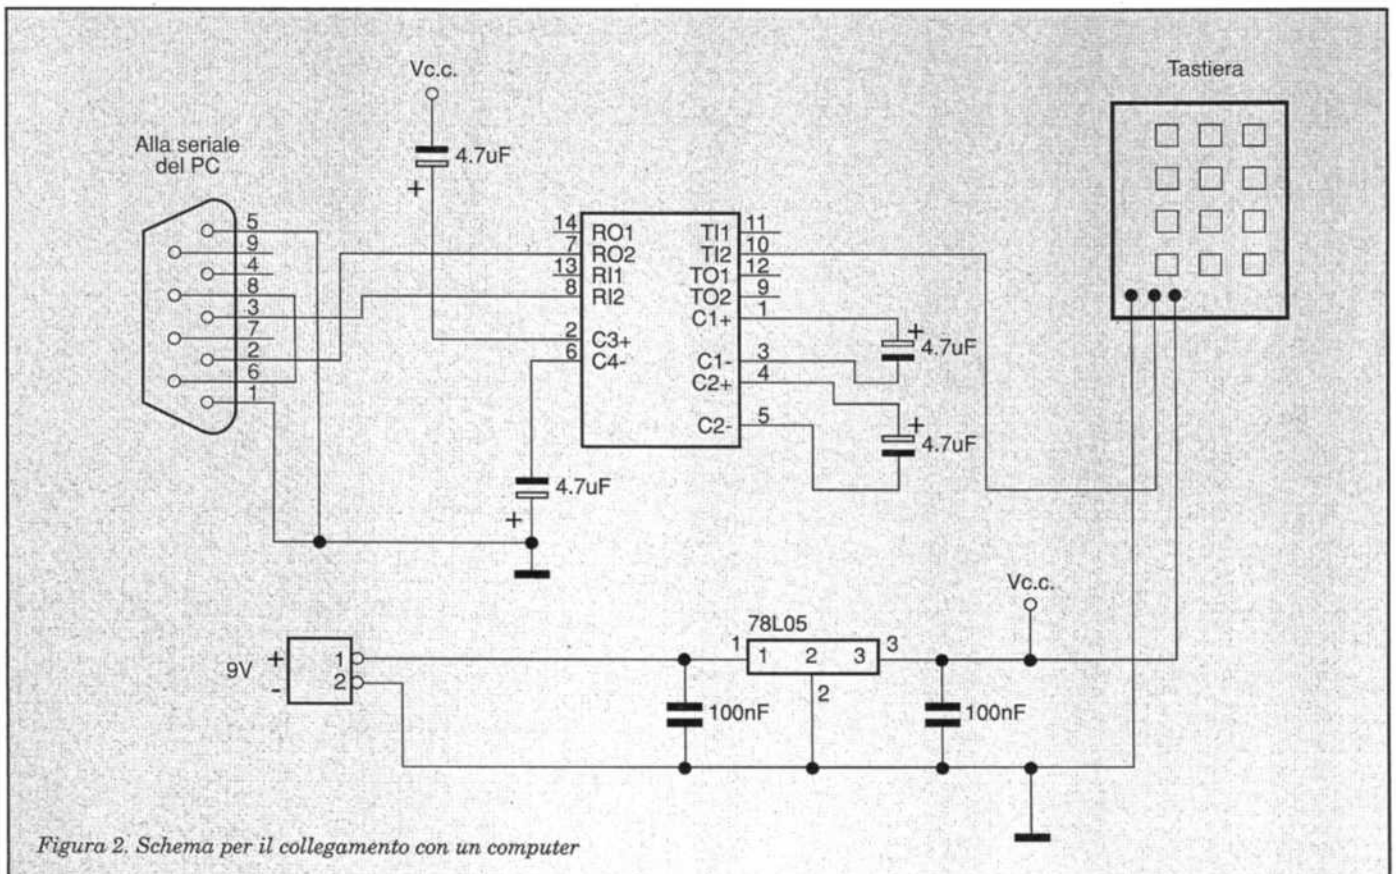 Vc.c.
Tastiera
Alla seriale
del PC
4.7uF
+
5
9
4
8
3
7
2
6
1
14 RO1 TI1 11
7 RO2 TI2 10
13 RI1 TO1 12
8 RI2 TO2 9
C1+ 1
2 C3+
6 C4- C1- 3
C2+ 4
C2- 5
+
4.7uF
+
4.7uF
4.7uF
+
Vc.c.
78L05
1 1 2 3 3
2
9V + 1
- 2
100nF
100nF
Figura 2. Schema per il collegamento con un computer